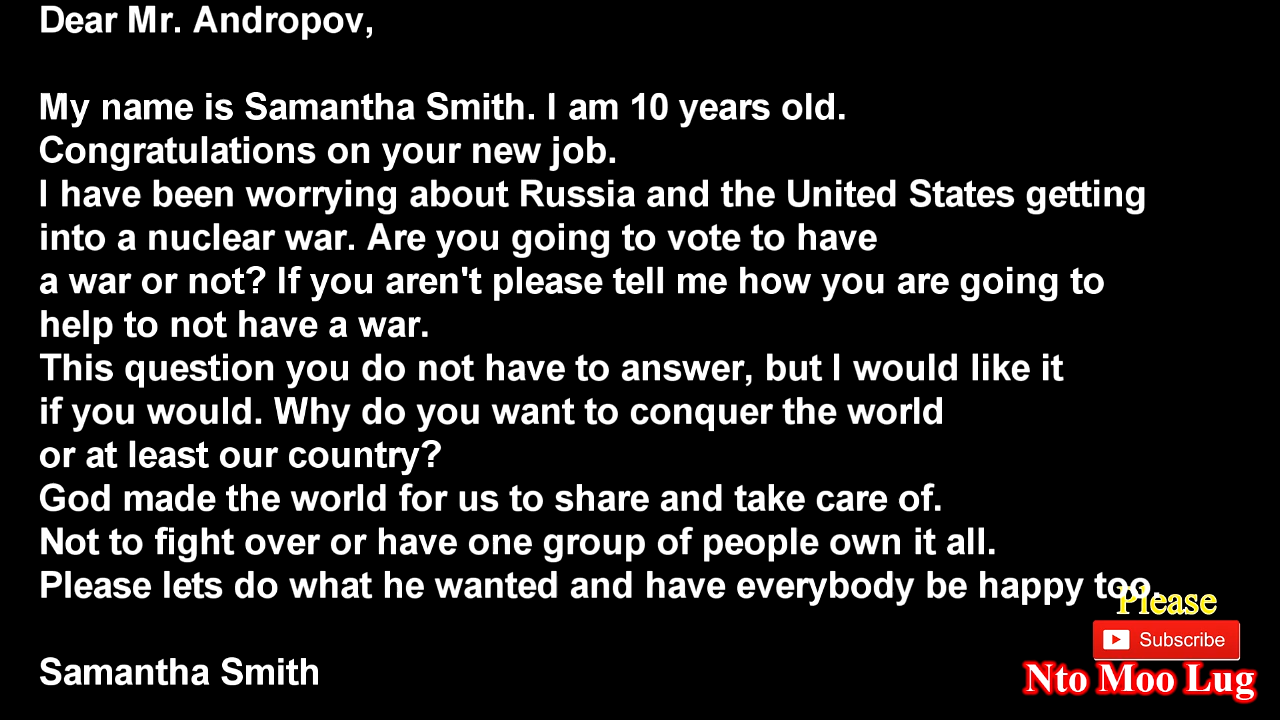 Dear Mr. Andropov,
My name is Samantha Smith. I am 10 years old.
Congratulations on your new job.
I have been worrying about Russia and the United States getting
into a nuclear war. Are you going to vote to have
a war or not? If you aren't please tell me how you are going to
help to not have a war.
This question you do not have to answer, but I would like it
if you would. Why do you want to conquer the world
or at least our country?
God made the world for us to share and take care of.
Not to fight over or have one group of people own it all.
Please lets do what he wanted and have everybody be happy too.
Samantha Smith
Please
Subscribe
Nto Moo Lug